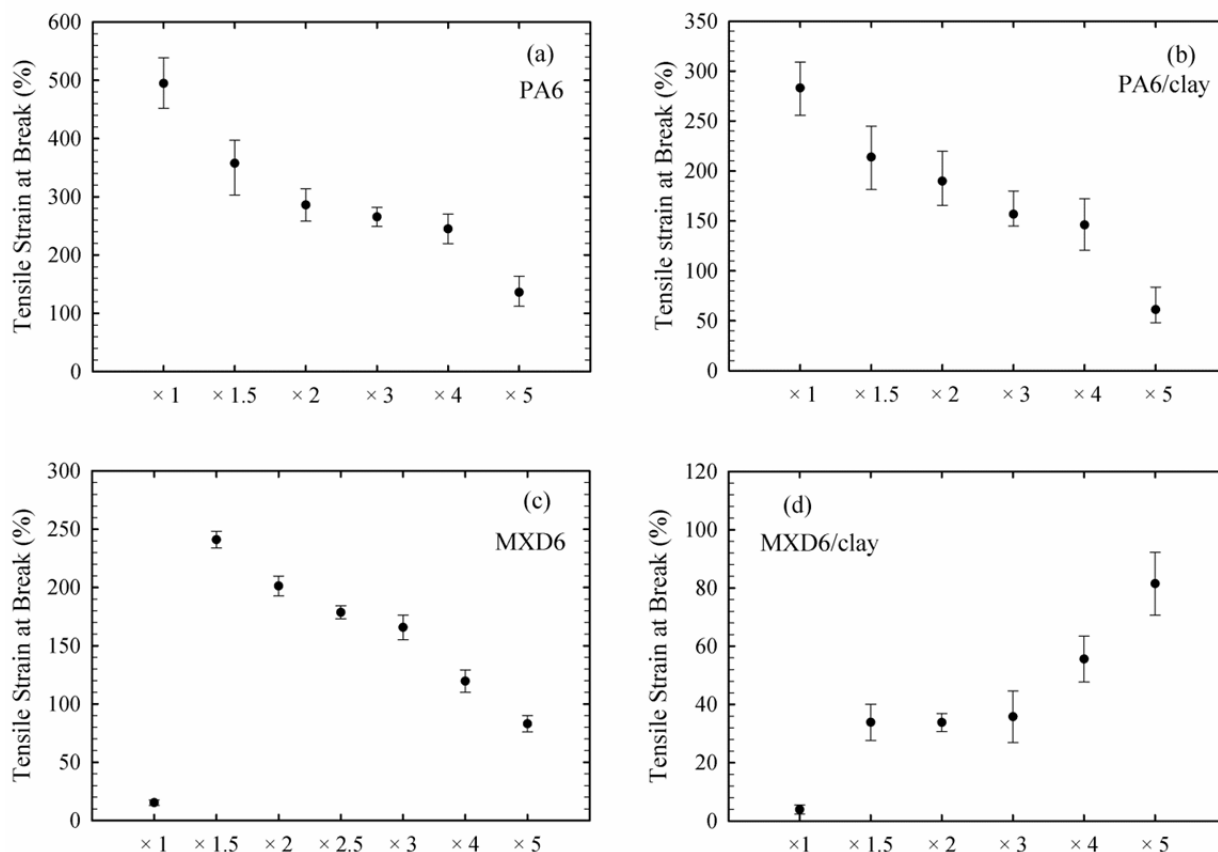 600
500
400
300
200
100
0
Tensile Strain at Break (%)
(a)
PA6
× 1 × 1.5 × 2 × 3 × 4 × 5
350
300
250
200
150
100
50
0
Tensile strain at Break (%)
(b)
PA6/clay
× 1 × 1.5 × 2 × 3 × 4 × 5
300
250
200
150
100
50
0
Tensile Strain at Break (%)
(c)
MXD6
× 1 × 1.5 × 2 × 2.5 × 3 × 4 × 5
120
100
80
60
40
20
0
Tensile Strain at Break (%)
(d)
MXD6/clay
×1 × 1.5 × 2 × 3 × 4 × 5